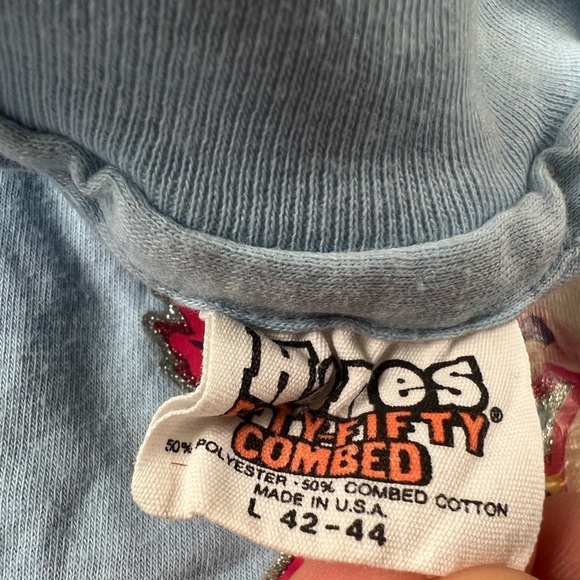 Hanes
FIFTY-FIFTY®
COMBED
50% POLYESTER · 50% COMBED COTTON
MADE IN U.S.A.
L 42-44